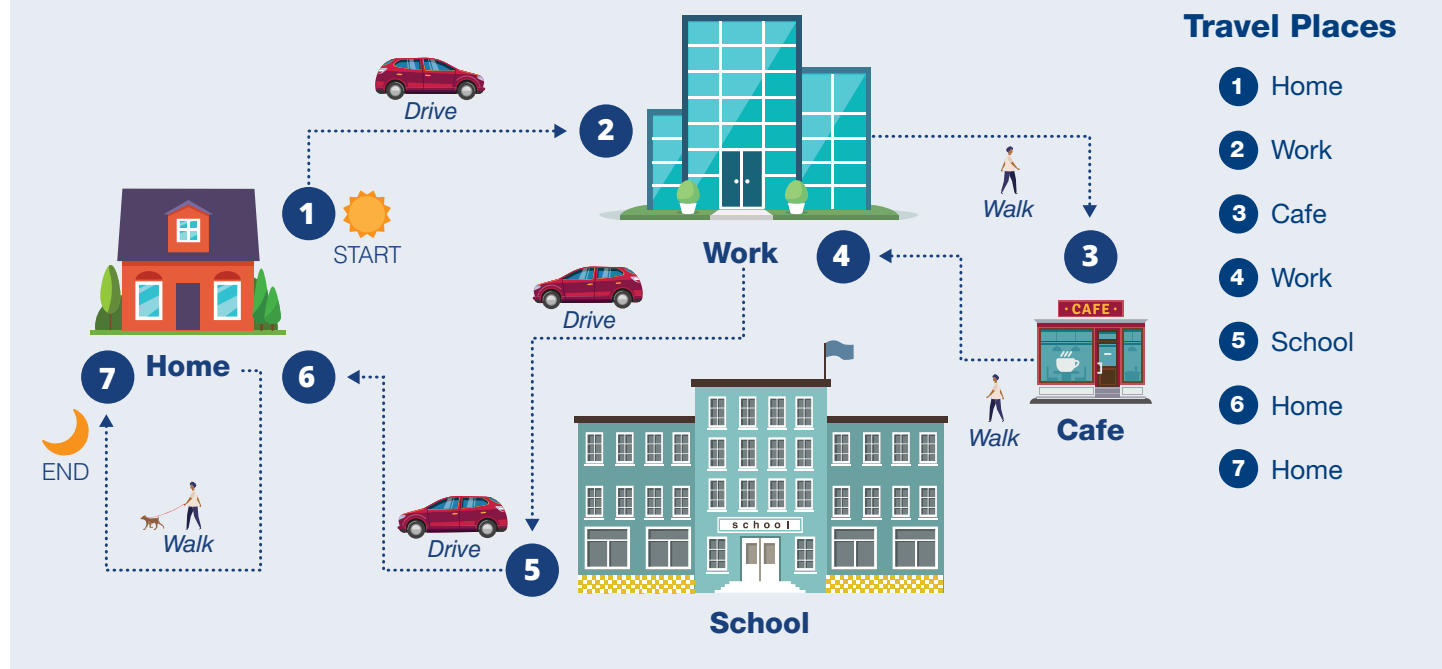 Travel Places
1 Home
2 Work
3 Cafe
4 Work
5 School
6 Home
7 Home
Drive
1
START
2
Work
Walk
3
· CAFE ·
Cafe
Walk
4
Drive
5
school
School
Drive
6
Home
Walk
7
END